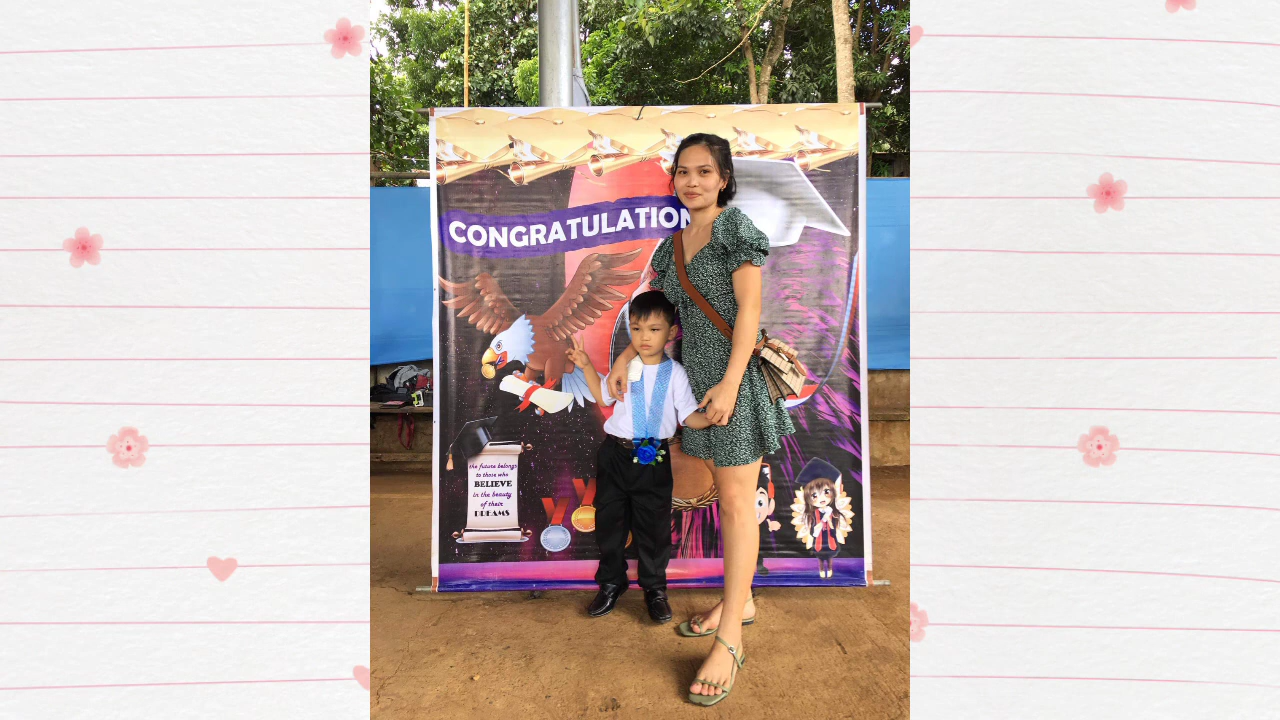 CONGRATULATION
the future belongs
to those who
BELIEVE
in the beauty
of their
DREAMS